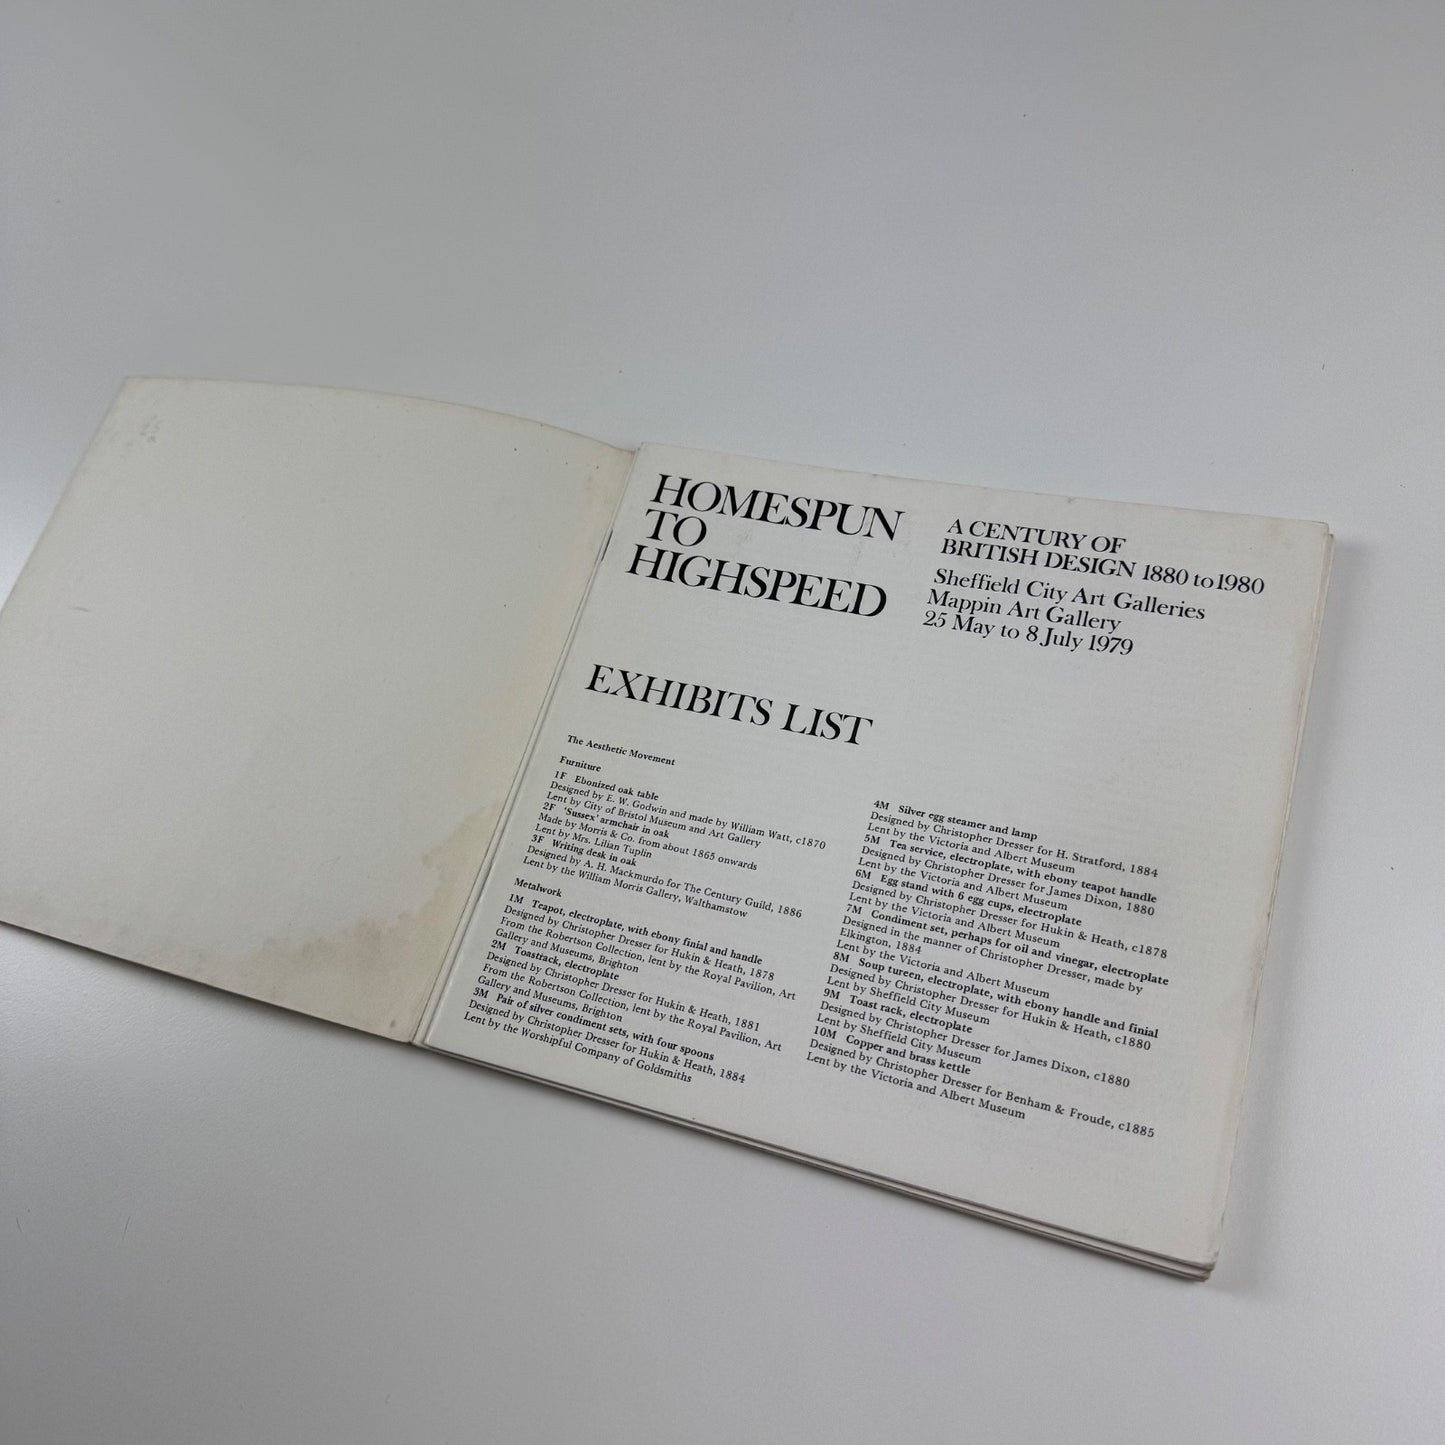 HOMESPUN
TO
HIGHSPEED
A CENTURY OF
BRITISH DESIGN 1880 to 1980
Sheffield City Art Galleries
Mappin Art Gallery
25 May to 8 July 1979
EXHIBITS LIST
The Aesthetic Movement
Furniture
1F Ebonized oak table
Designed by E. W. Godwin and made by William Watt, c1870
Lent by City of Bristol Museum and Art Gallery
2F 'Sussex' armchair in oak
Made by Morris & Co. from about 1865 onwards
Lent by Mrs. Lilian Tuplin
3F Writing desk in oak
Designed by A. H. Mackmurdo for The Century Guild, 1886
Lent by the William Morris Gallery, Walthamstow
Metalwork
1M Teapot, electroplate, with ebony finial and handle
Designed by Christopher Dresser for Hukin & Heath, 1878
From the Robertson Collection, lent by the Royal Pavilion, Art
Gallery and Museums, Brighton
2M Toastrack, electroplate
Designed by Christopher Dresser for Hukin & Heath, 1881
From the Robertson Collection, lent by the Royal Pavilion, Art
Gallery and Museums, Brighton
3M Pair of silver condiment sets, with four spoons
Designed by Christopher Dresser for Hukin & Heath, 1884
Lent by the Worshipful Company of Goldsmiths
4M Silver egg steamer and lamp
Designed by Christopher Dresser for H. Stratford, 1884
Lent by the Victoria and Albert Museum
5M Tea service, electroplate, with ebony teapot handle
Designed by Christopher Dresser for James Dixon, 1880
Lent by the Victoria and Albert Museum
6M Egg stand with 6 egg cups, electroplate
Designed by Christopher Dresser for Hukin & Heath, c1878
Lent by the Victoria and Albert Museum
7M Condiment set, perhaps for oil and vinegar, electroplate
Designed in the manner of Christopher Dresser, made by
Elkington, 1884
Lent by the Victoria and Albert Museum
8M Soup tureen, electroplate, with ebony handle and finial
Designed by Christopher Dresser for Hukin & Heath, c1880
Lent by Sheffield City Museum
9M Toast rack, electroplate
Designed by Christopher Dresser for James Dixon, c1880
Lent by Sheffield City Museum
10M Copper and brass kettle
Designed by Christopher Dresser for Benham & Froude, c1885
Lent by the Victoria and Albert Museum